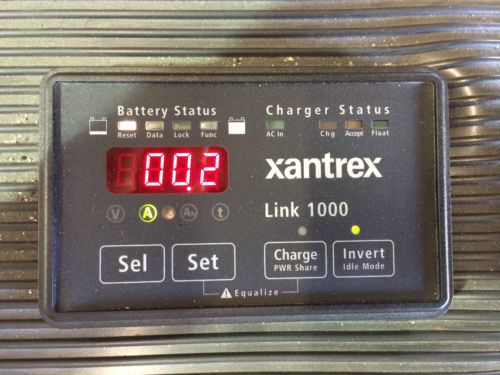 Battery Status
Charger Status
Reset Data Lock Func
AC In Chg Accept Float
00.2
xantrex
V A Ah t
Link 1000
Sel
Set
Charge
PWR Share
Invert
Idle Mode
Equalize